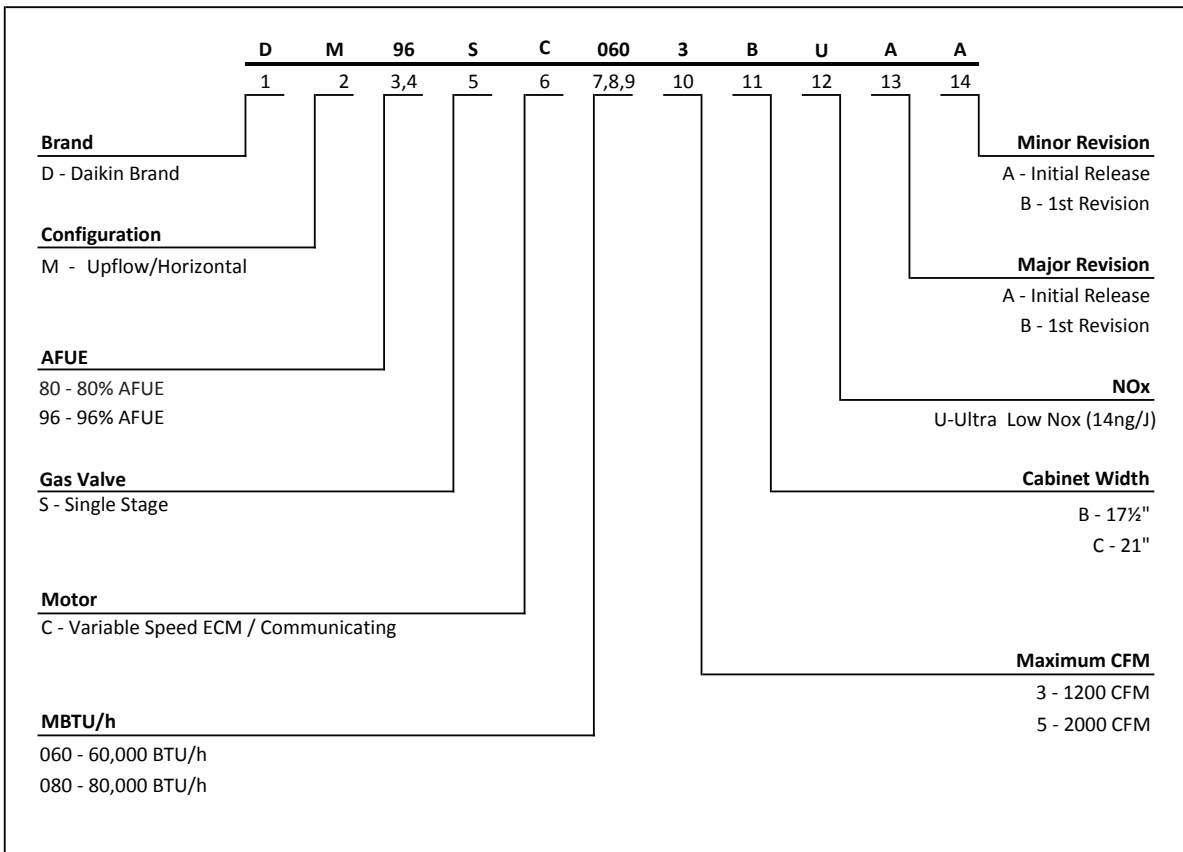 D M 96 S C 060 3 B U A A
1 2 3,4 5 6 7,8,9 10 11 12 13 14
Brand
D - Daikin Brand
Configuration
M - Upflow/Horizontal
AFUE
80 - 80% AFUE
96 - 96% AFUE
Gas Valve
S - Single Stage
Motor
C - Variable Speed ECM / Communicating
MBTU/h
060 - 60,000 BTU/h
080 - 80,000 BTU/h
Minor Revision
A - Initial Release
B - 1st Revision
Major Revision
A - Initial Release
B - 1st Revision
NOx
U-Ultra Low Nox (14ng/J)
Cabinet Width
B - 17½"
C - 21"
Maximum CFM
3 - 1200 CFM
5 - 2000 CFM